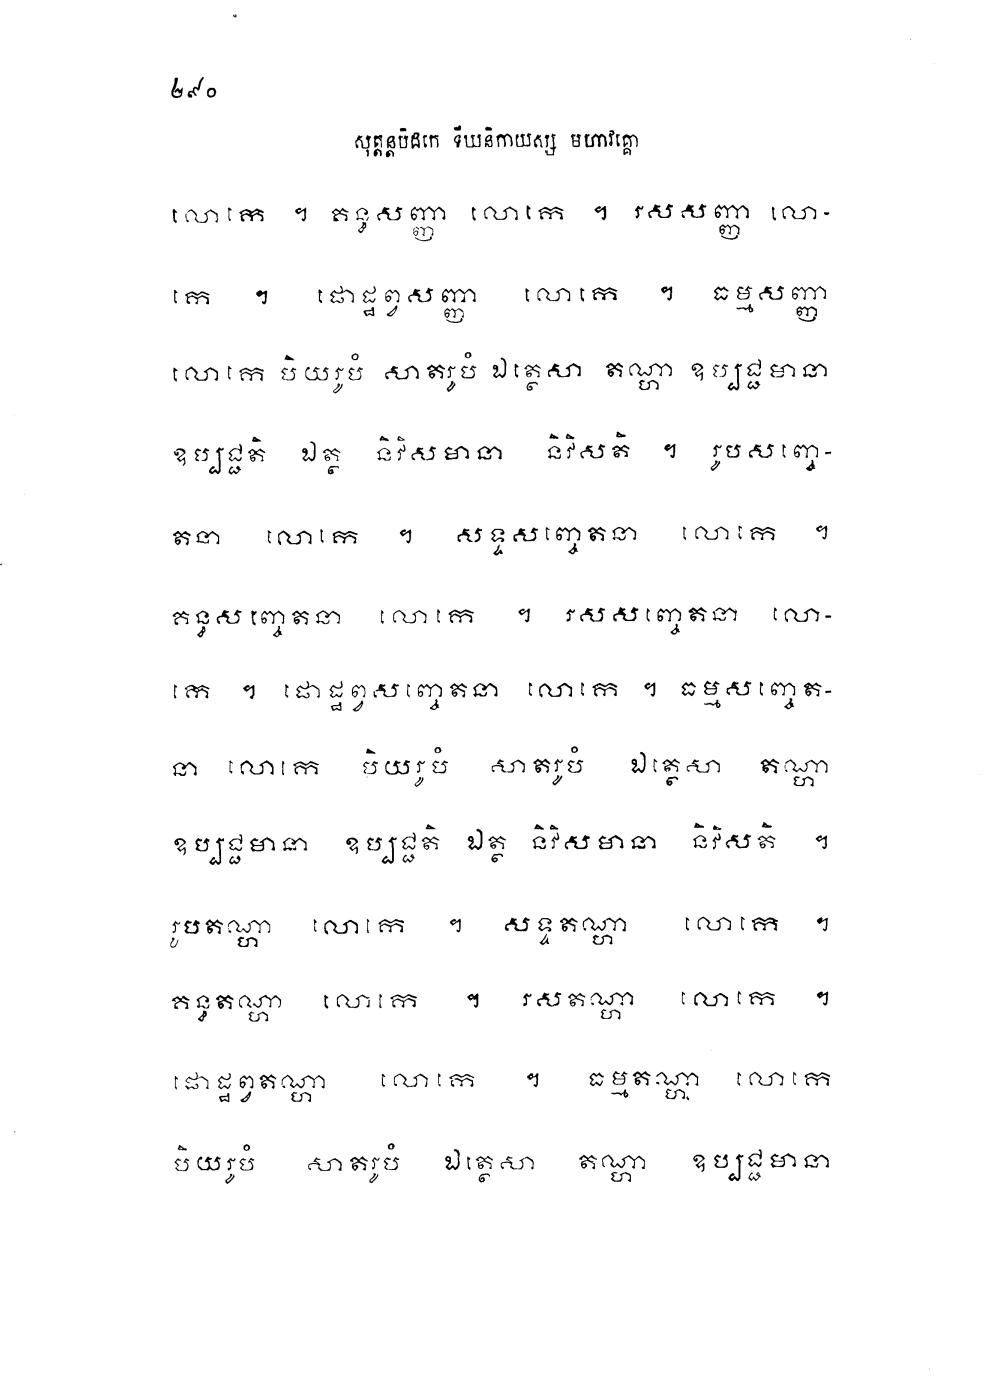 ២៩០
សុត្តន្តបិដកេ ទីឃនិកាយស្ស មហាវគ្គោ
លោកេ ។ គន្ធសញ្ញា លោកេ ។ រសសញ្ញា លោ-
កេ ។ ផោដ្ឋព្វសញ្ញា លោកេ ។ ធម្មសញ្ញា
លោកេ បិយរូបំ សាតរូបំ ឯត្ថេសា តណ្ហា ឧប្បជ្ជមានា
ឧប្បជ្ជតិ ឯត្ថ និវិសមានា និវិសតិ ។ រូបសញ្ចេ-
តនា លោកេ ។ សទ្ទសញ្ចេតនា លោកេ ។
គន្ធសញ្ចេតនា លោកេ ។ រសសញ្ចេតនា លោ-
កេ ។ ផោដ្ឋព្វសញ្ចេតនា លោកេ ។ ធម្មសញ្ចេត-
នា លោកេ បិយរូបំ សាតរូបំ ឯត្ថេសា តណ្ហា
ឧប្បជ្ជមានា ឧប្បជ្ជតិ ឯត្ថ និវិសមានា និវិសតិ ។
រូបតណ្ហា លោកេ ។ សទ្ទតណ្ហា លោកេ ។
គន្ធតណ្ហា លោកេ ។ រសតណ្ហា លោកេ ។
ផោដ្ឋព្វតណ្ហា លោកេ ។ ធម្មតណ្ហា លោកេ
បិយរូបំ សាតរូបំ ឯត្ថេសា តណ្ហា ឧប្បជ្ជមានា